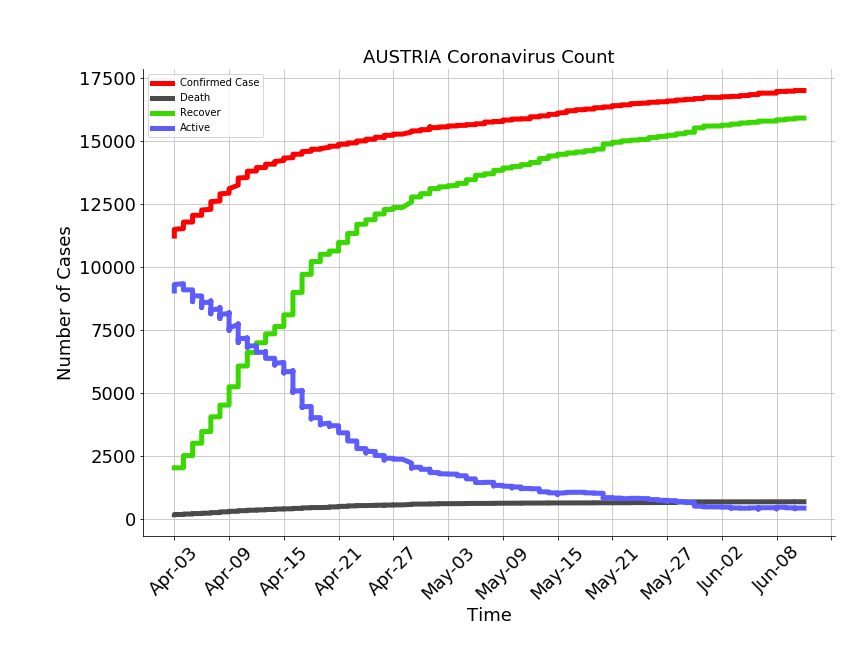 AUSTRIA Coronavirus Count
Confirmed Case
Death
Recover
Active
Number of Cases
17500
15000
12500
10000
7500
5000
2500
0
Apr-03
Apr-09
Apr-15
Apr-21
Apr-27
May-03
May-09
May-15
May-21
May-27
Jun-02
Jun-08
Time